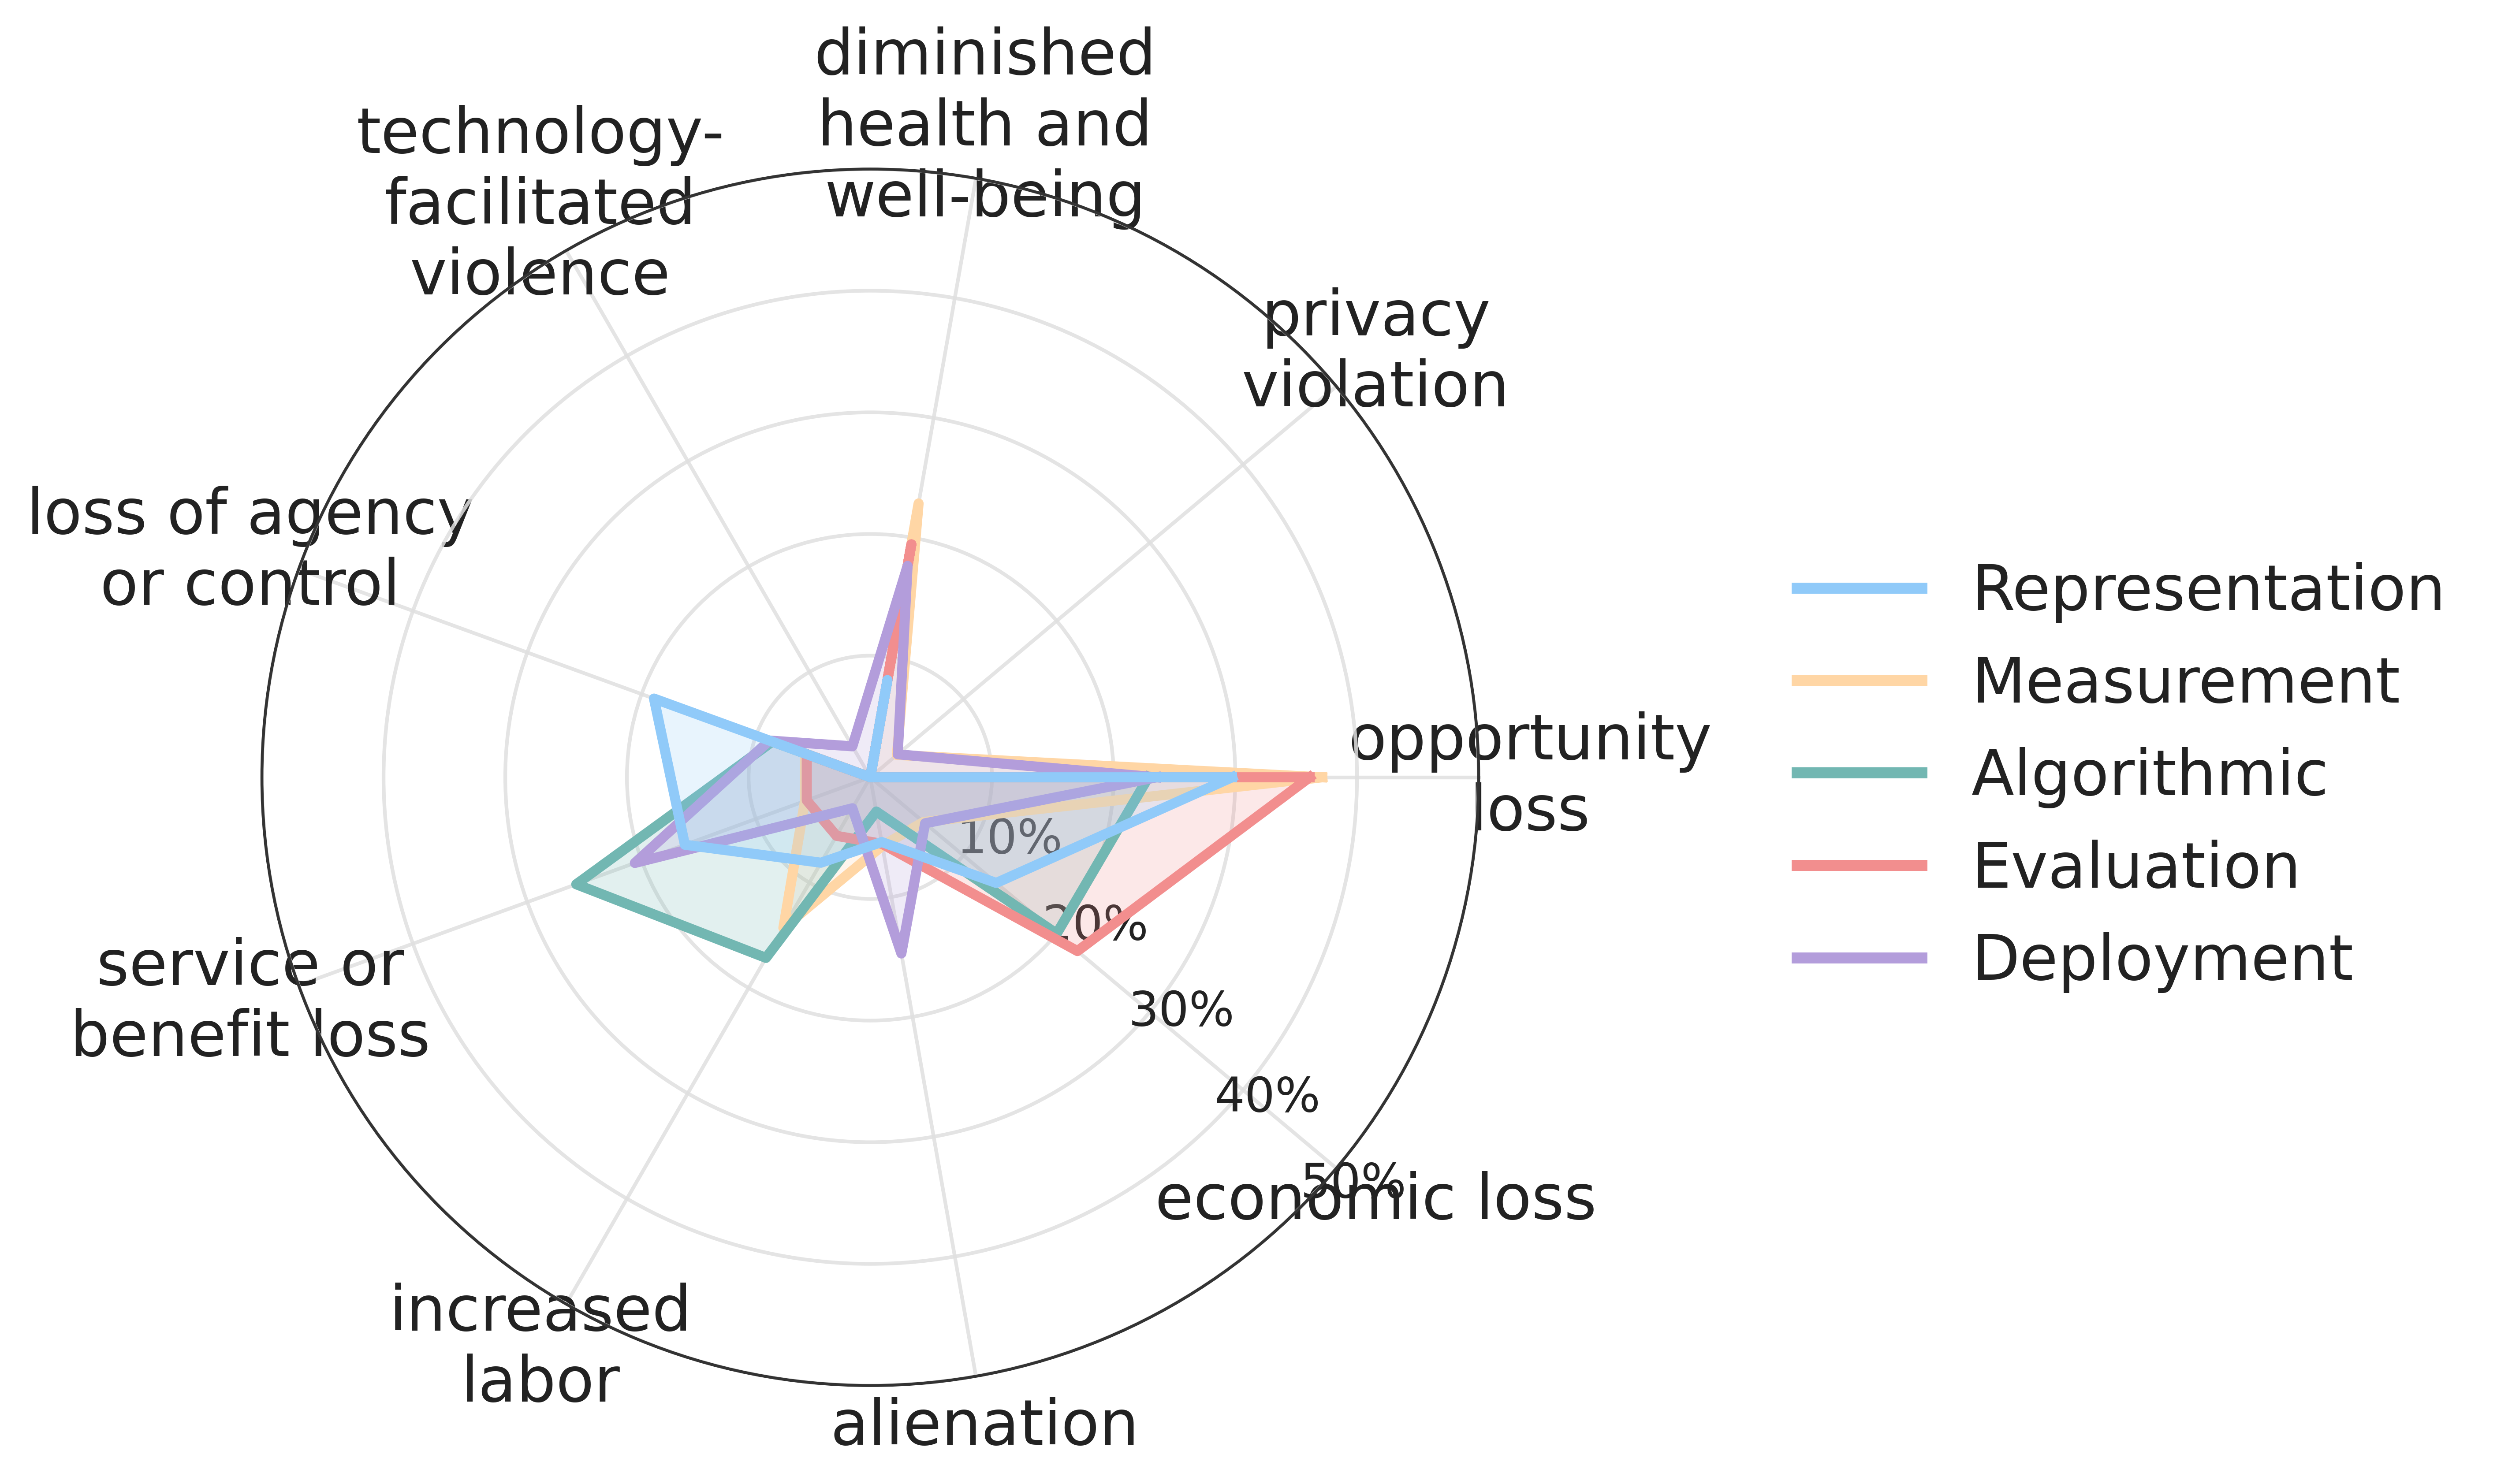 diminished
health and
well-being
technology-
facilitated
violence
privacy
violation
loss of agency
or control
opportunity
loss
service or
benefit loss
increased
labor
alienation
economic loss
10%
20%
30%
40%
50%
Representation
Measurement
Algorithmic
Evaluation
Deployment